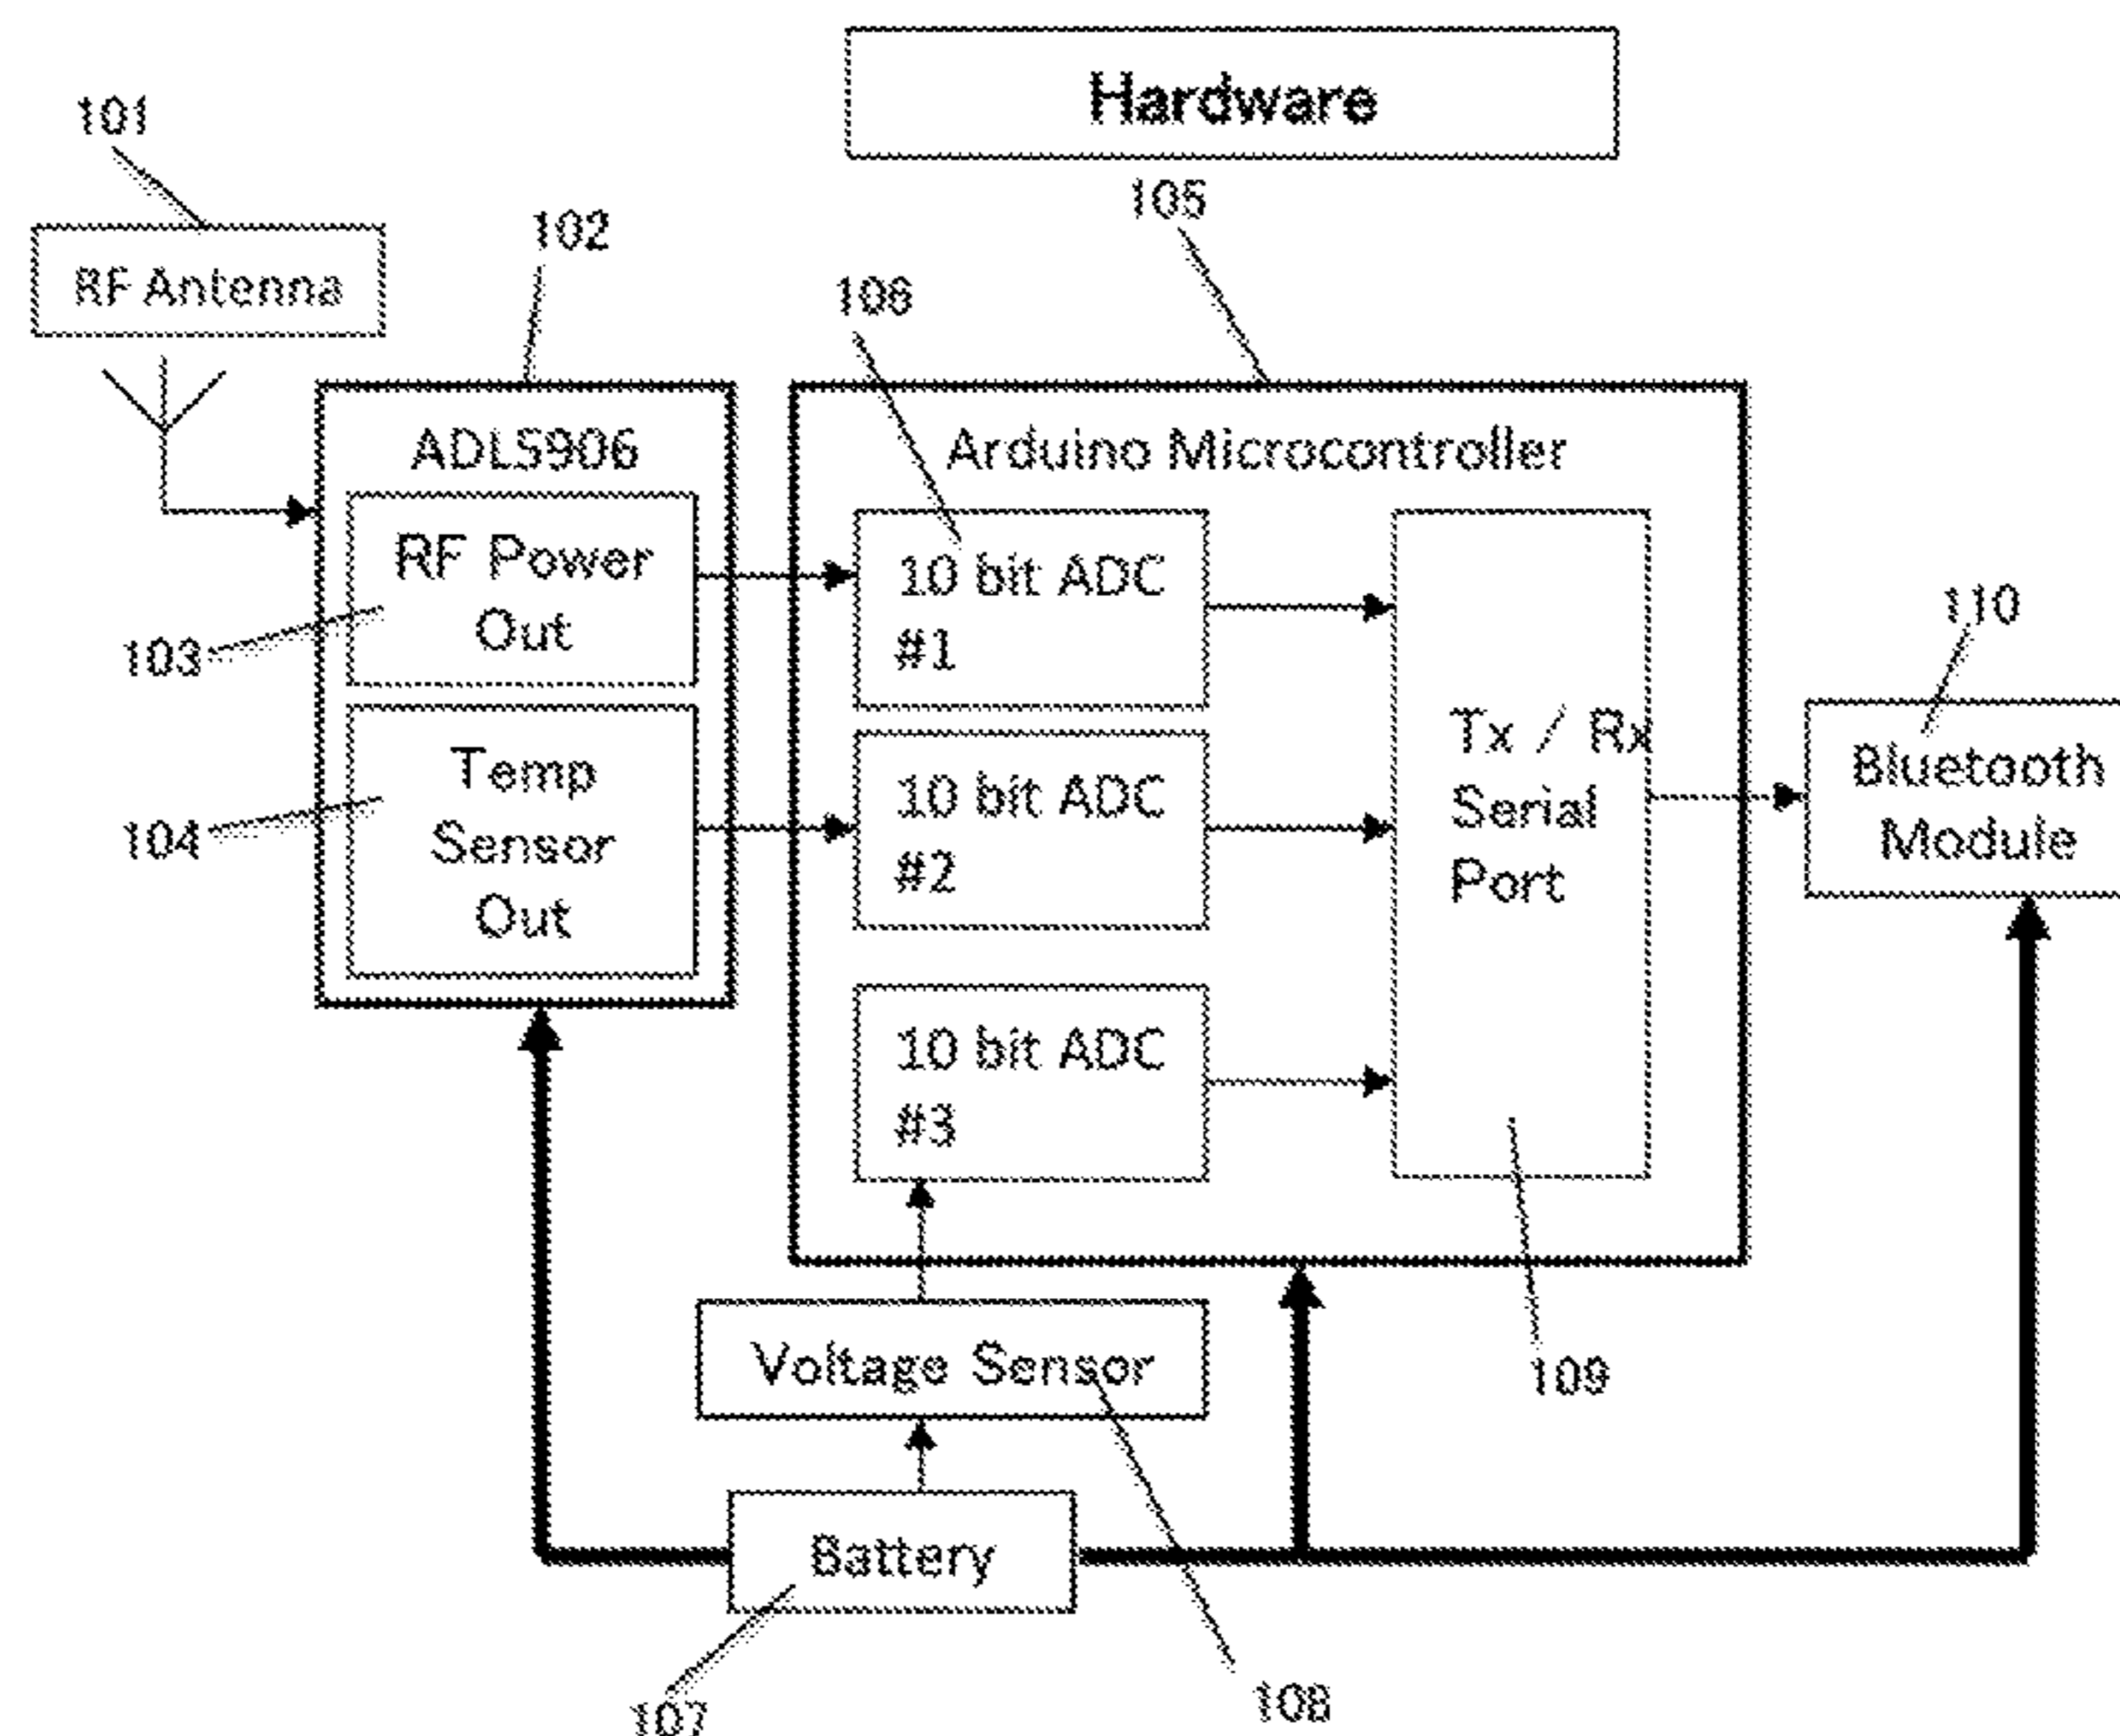 Hardware
101
105
102
RF Antenna
106
ADL5906
Arduino Microcontroller
RF Power
Out
10 bit ADC
#1
103
110
Temp
Sensor
Out
10 bit ADC
#2
Tx / Rx
Serial
Port
Bluetooth
Module
104
10 bit ADC
#3
Voltage Sensor
109
Battery
107
108